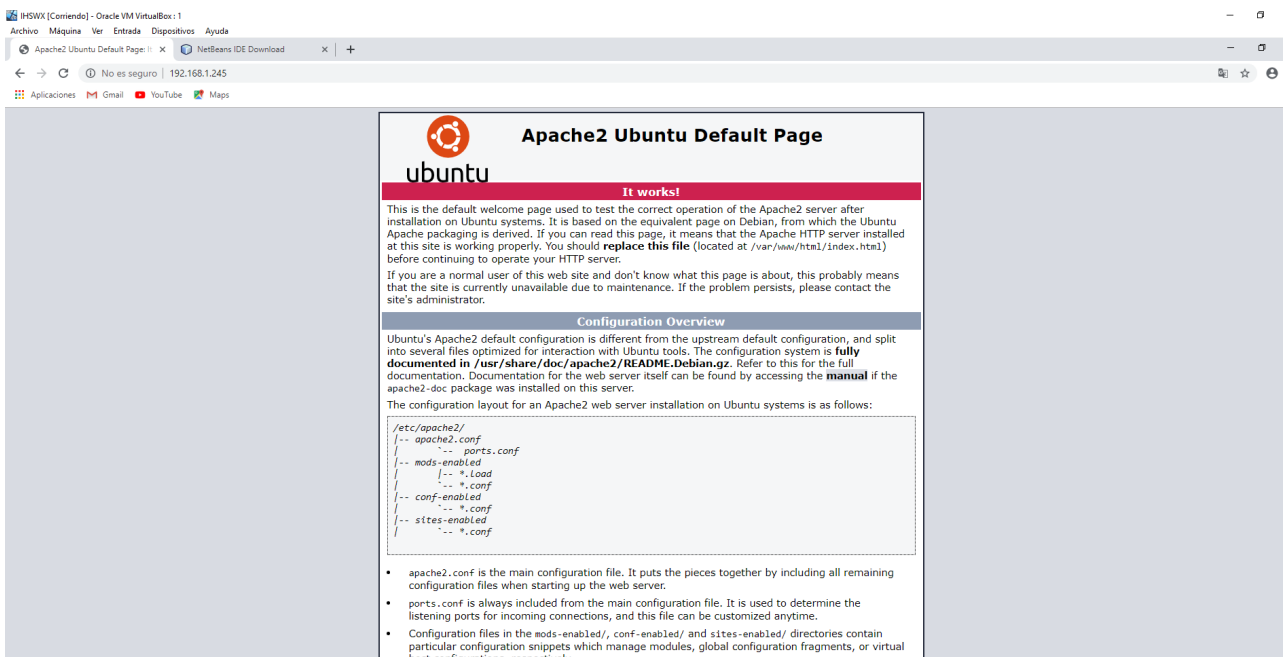 IHSWX [Corriendo] - Oracle VM VirtualBox : 1
Archivo Máquina Ver Entrada Dispositivos Ayuda
Apache2 Ubuntu Default Page: It
NetBeans IDE Download
No es seguro | 192.168.1.245
Aplicaciones Gmail YouTube Maps
ubuntu
Apache2 Ubuntu Default Page
It works!
This is the default welcome page used to test the correct operation of the Apache2 server after
installation on Ubuntu systems. It is based on the equivalent page on Debian, from which the Ubuntu
Apache packaging is derived. If you can read this page, it means that the Apache HTTP server installed
at this site is working properly. You should replace this file (located at /var/www/html/index.html)
before continuing to operate your HTTP server.
If you are a normal user of this web site and don't know what this page is about, this probably means
that the site is currently unavailable due to maintenance. If the problem persists, please contact the
site's administrator.
Configuration Overview
Ubuntu's Apache2 default configuration is different from the upstream default configuration, and split
into several files optimized for interaction with Ubuntu tools. The configuration system is fully
documented in /usr/share/doc/apache2/README.Debian.gz. Refer to this for the full
documentation. Documentation for the web server itself can be found by accessing the manual if the
apache2-doc package was installed on this server.
The configuration layout for an Apache2 web server installation on Ubuntu systems is as follows:
/etc/apache2/
|-- apache2.conf
|       `--  ports.conf
|-- mods-enabled
|       |-- *.load
|       `-- *.conf
|-- conf-enabled
|       `-- *.conf
|-- sites-enabled
|       `-- *.conf
• apache2.conf is the main configuration file. It puts the pieces together by including all remaining
configuration files when starting up the web server.
• ports.conf is always included from the main configuration file. It is used to determine the
listening ports for incoming connections, and this file can be customized anytime.
• Configuration files in the mods-enabled/, conf-enabled/ and sites-enabled/ directories contain
particular configuration snippets which manage modules, global configuration fragments, or virtual